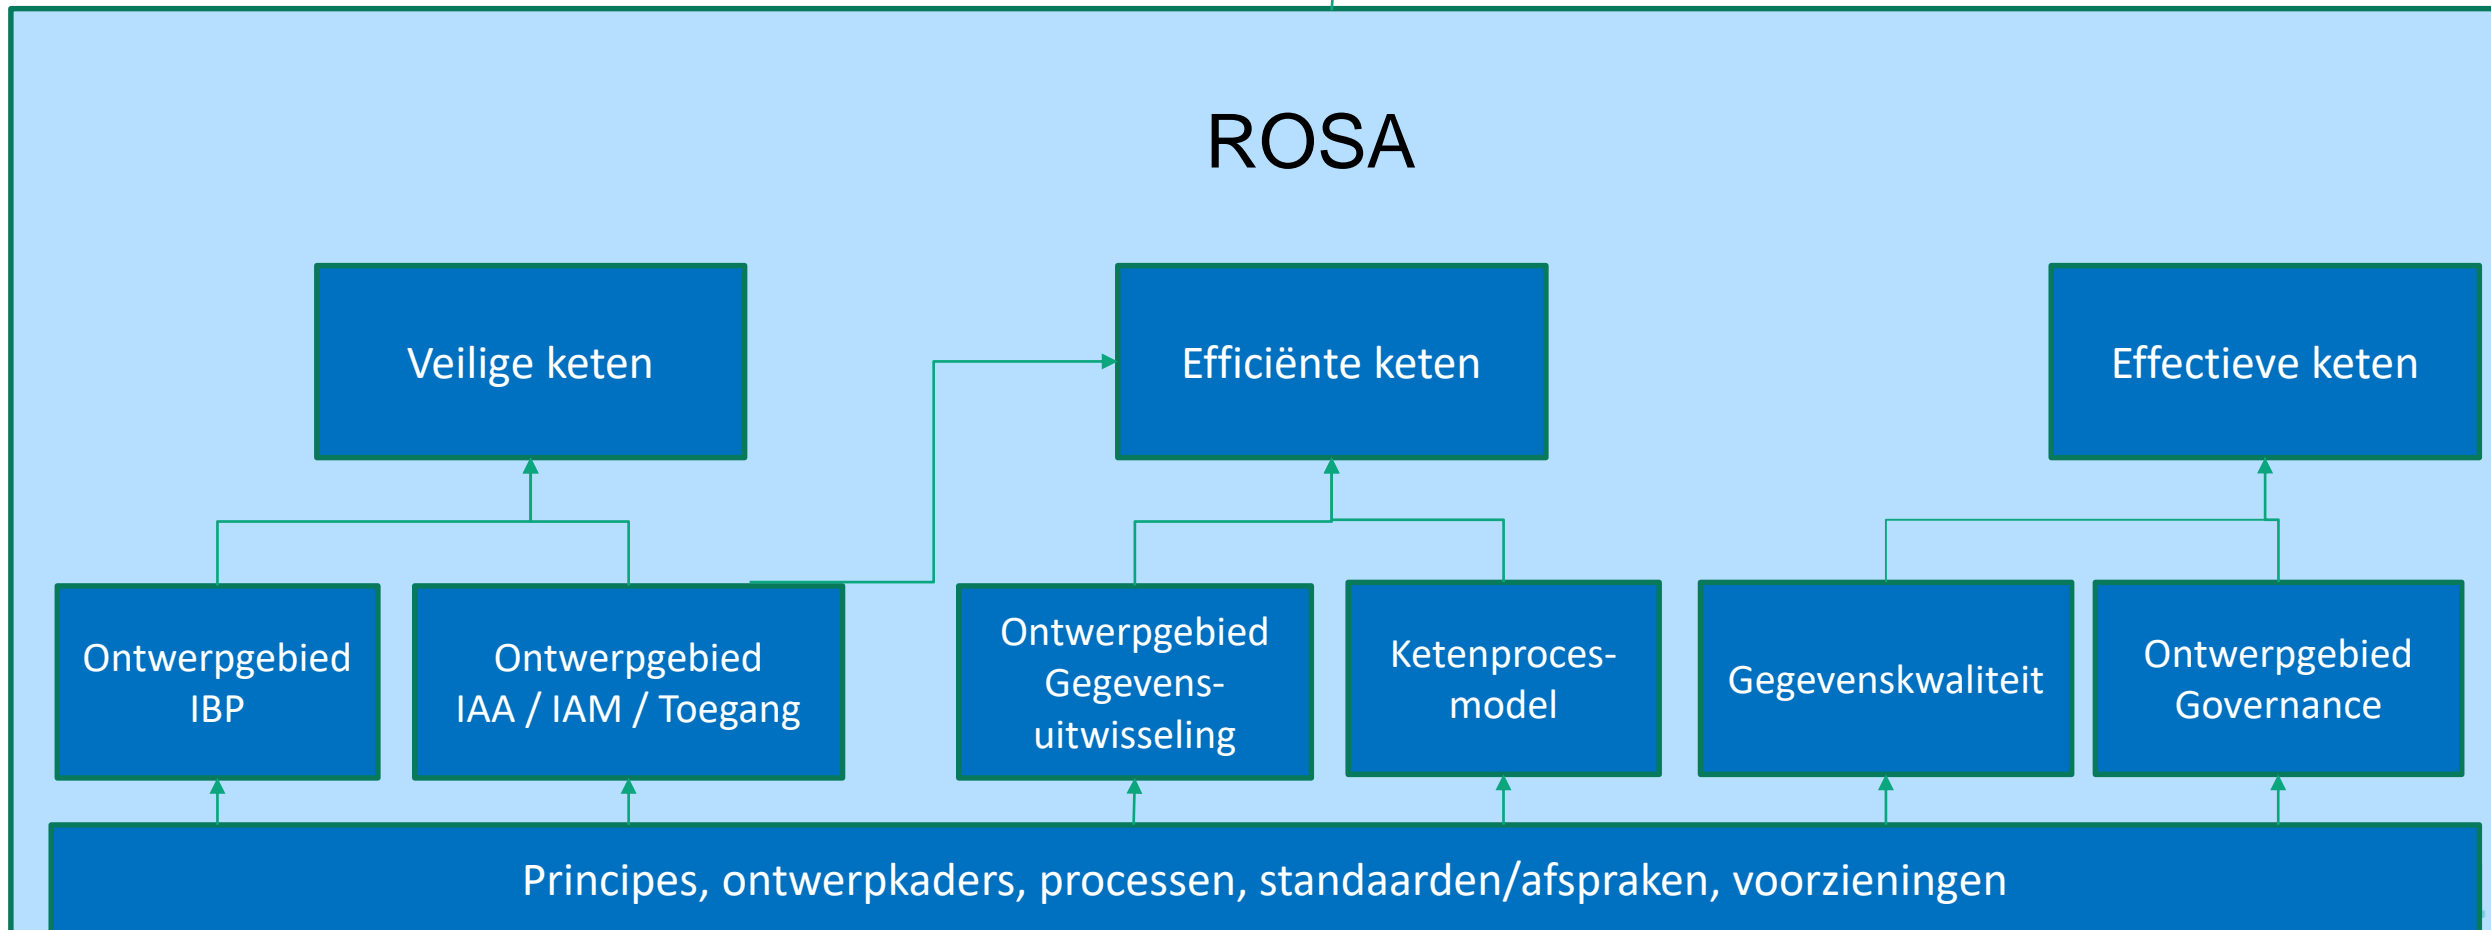 ROSA
Veilige keten
Efficiënte keten
Effectieve keten
Ontwerpgebied
IBP
Ontwerpgebied
IAA / IAM / Toegang
Ontwerpgebied
Gegevens-
uitwisseling
Ketenproces-
model
Gegevenskwaliteit
Ontwerpgebied
Governance
Principes, ontwerpkaders, processen, standaarden/afspraken, voorzieningen